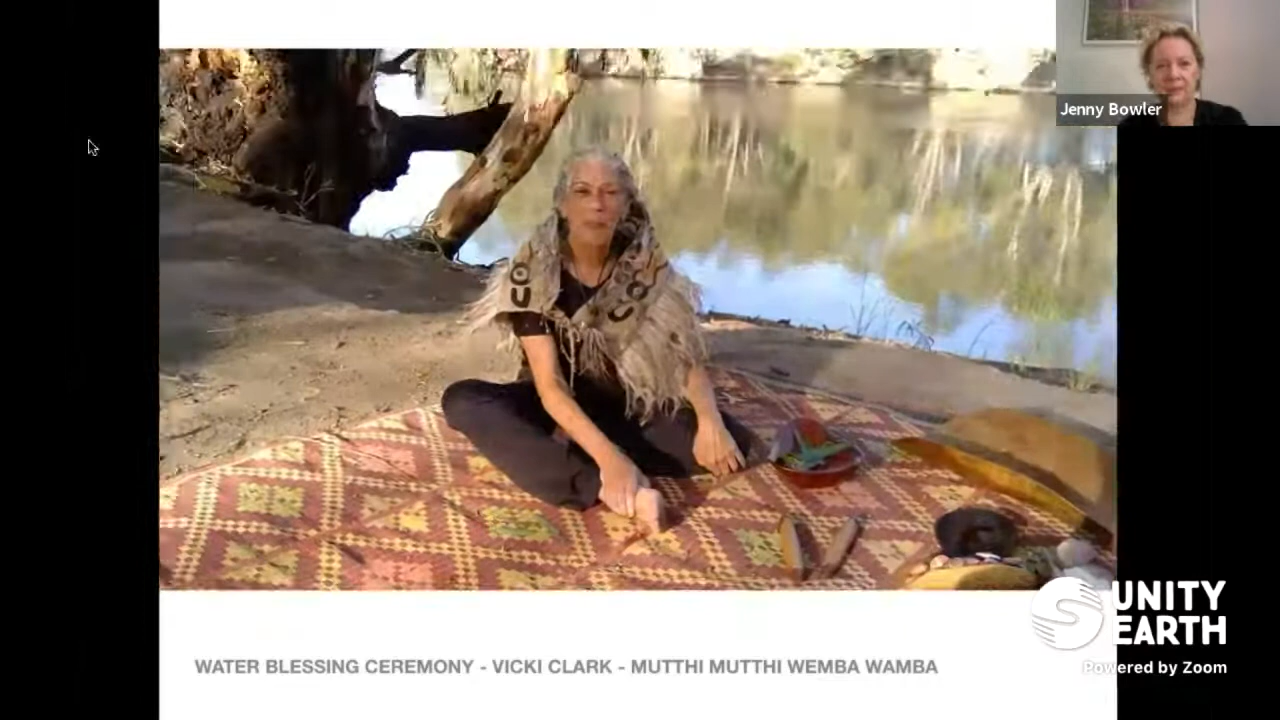 Jenny Bowler
UNITY
EARTH
Powered by Zoom
WATER BLESSING CEREMONY - VICKI CLARK - MUTTHI MUTTHI WEMBA WAMBA